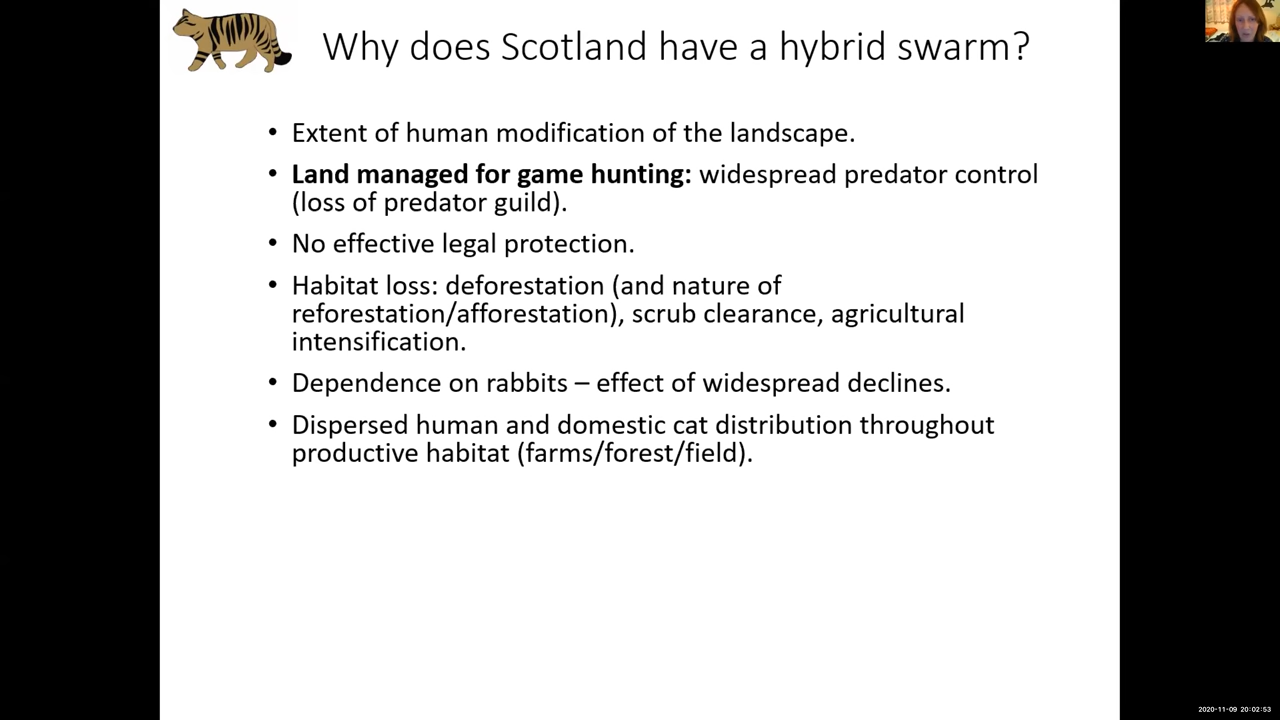 Why does Scotland have a hybrid swarm?
• Extent of human modification of the landscape.
• Land managed for game hunting: widespread predator control
(loss of predator guild).
• No effective legal protection.
• Habitat loss: deforestation (and nature of
reforestation/afforestation), scrub clearance, agricultural
intensification.
• Dependence on rabbits – effect of widespread declines.
• Dispersed human and domestic cat distribution throughout
productive habitat (farms/forest/field).
2020-11-09 20:02:53